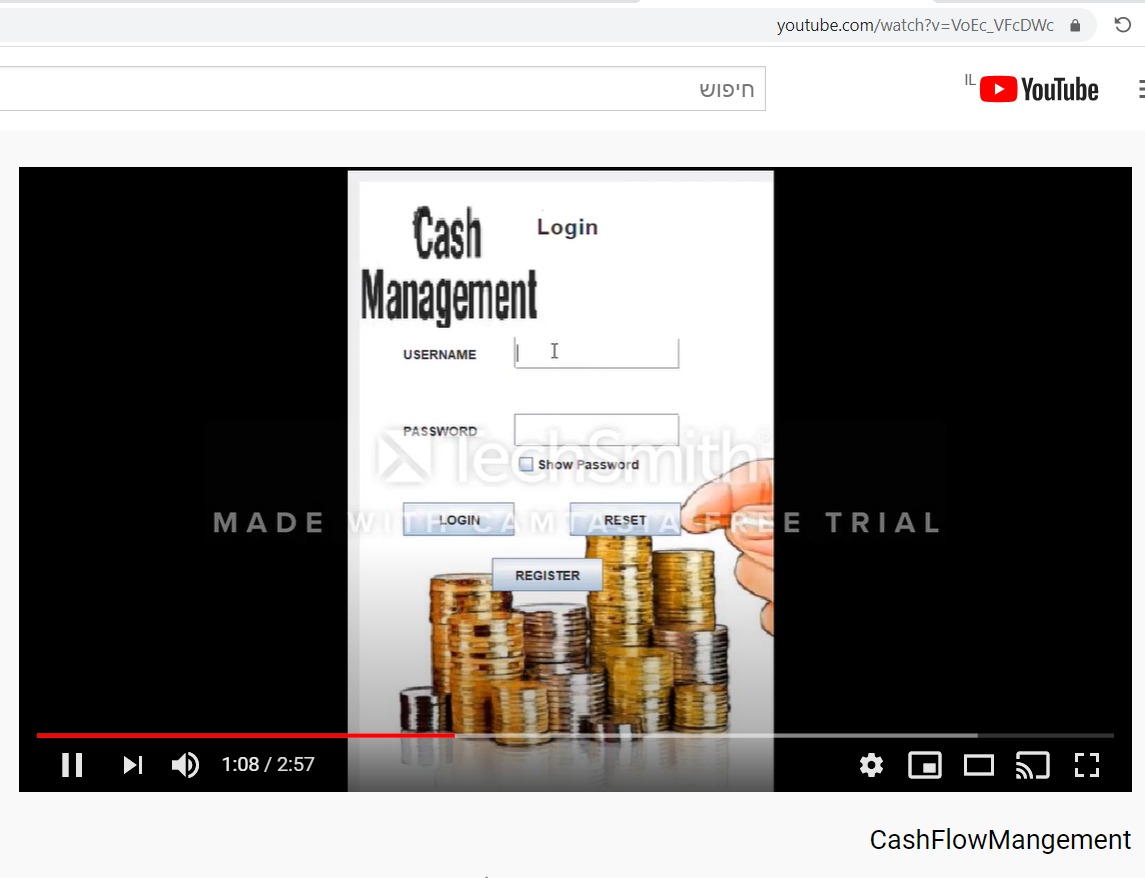 youtube.com/watch?v=VoEc_VFcDWc
IL
YouTube
חיפוש
Cash
Management
Login
USERNAME
PASSWORD
TechSmith
Show Password
MADE WITH CAMTASIA FREE TRIAL
LOGIN
RESET
REGISTER
1:08 / 2:57
CashFlowMangement